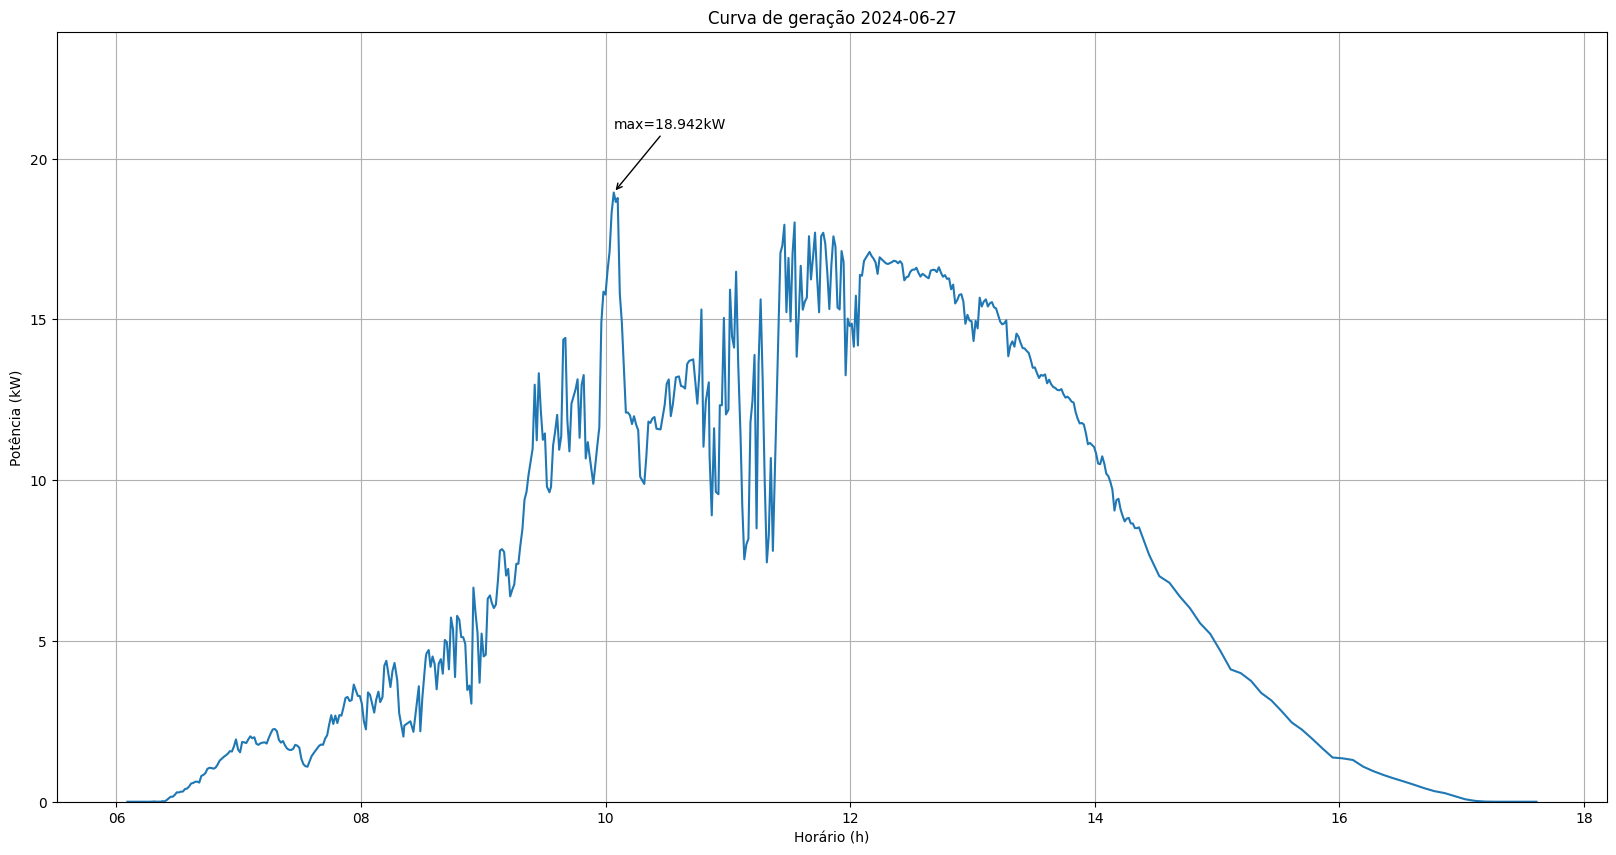 Curva de geração 2024-06-27
max=18.942kW
Potência (kW)
20
15
10
5
0
06 08 10 12 14 16 18
Horário (h)